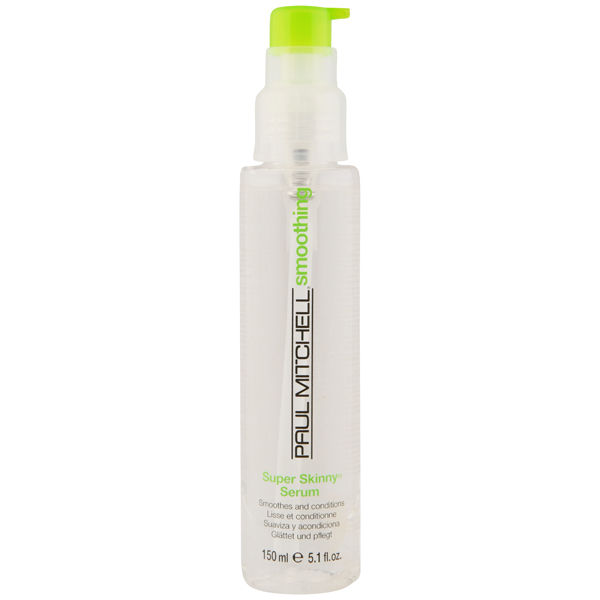 smoothing
PAUL MITCHELL®
Super Skinny®
Serum
Smoothes and conditions
Lisse et conditionne
Suaviza y acondiciona
Glättet und pflegt
150 ml ℮ 5.1 fl.oz.